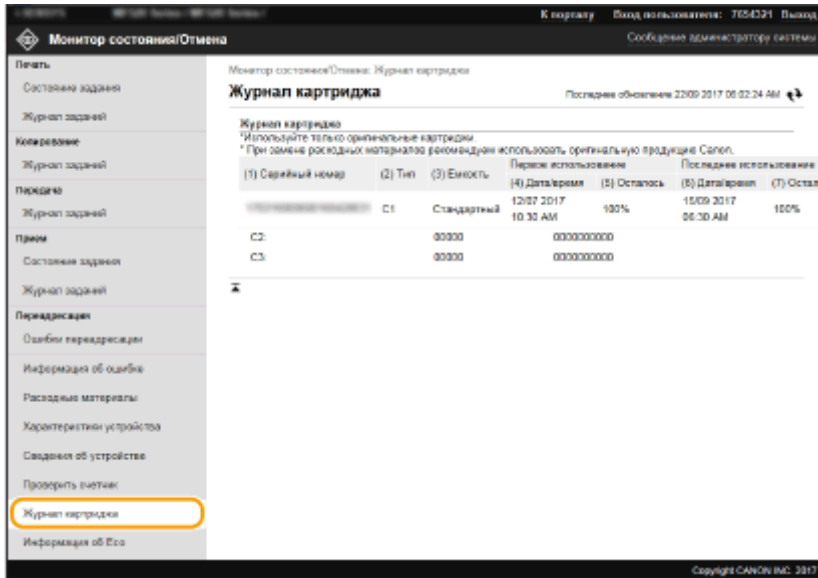 К порталу Вход пользователя: 7654321 Выход
Монитор состояния/Отмена
Сообщение администратору системы
Печать
Состояние задания
Журнал заданий
Копирование
Журнал заданий
Передача
Журнал заданий
Прием
Состояние задания
Журнал заданий
Переадресация
Ошибки переадресации
Информация об ошибке
Расходные материалы
Характеристики устройства
Сведения об устройстве
Проверить счетчик
Журнал картриджа
Информация об Eco
Монитор состояния/Отмена: Журнал картриджа
Журнал картриджа
Последнее обновление 22/09 2017 06:02:24 AM
Журнал картриджа
*Используйте только оригинальные картриджи.
* При замене расходных материалов рекомендуем использовать оригинальную продукцию Canon.
(1) Серийный номер (2) Тип (3) Емкость Первое использование Последнее использование
(4) Дата/время (5) Осталось (6) Дата/время (7) Остал
C1 Стандартный 12/07 2017 10:30 AM 100% 15/09 2017 06:30 AM 100%
C2: 00000 0000000000
C3: 00000 0000000000
Copyright CANON INC. 2017